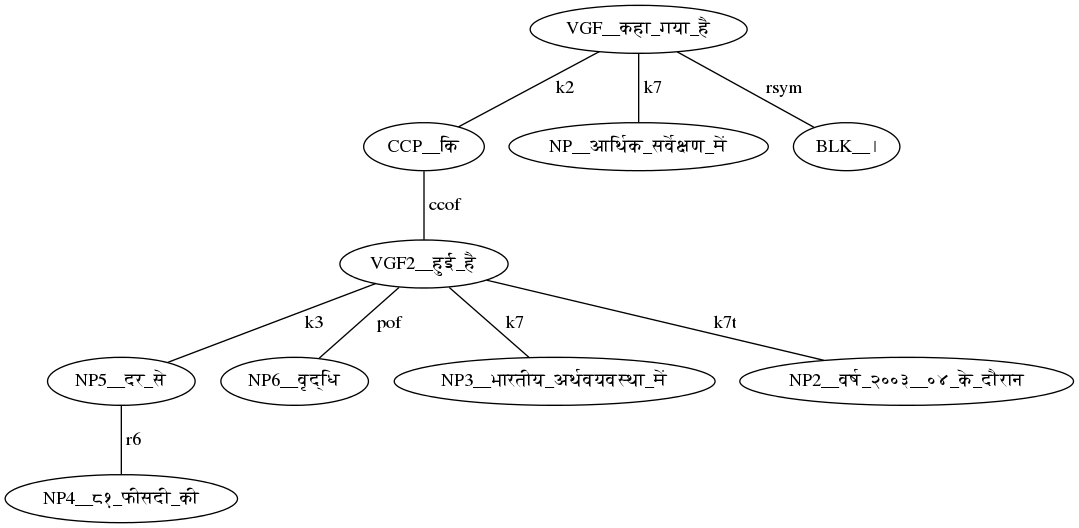 VGF__कहा_गया_है
k2
k7
rsym
CCP__कि
NP__आर्थिक_सर्वेक्षण_में
BLK__।
ccof
VGF2__हुई_है
k3
pof
k7
k7t
NP5__दर_से
NP6__वृद्धि
NP3__भारतीय_अर्थवयवस्था_में
NP2__वर्ष_२००३__०४_के_दौरान
r6
NP4__८१_फीसदी_की